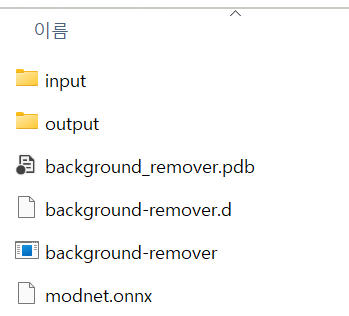 이름
input
output
background_remover.pdb
background-remover.d
background-remover
modnet.onnx